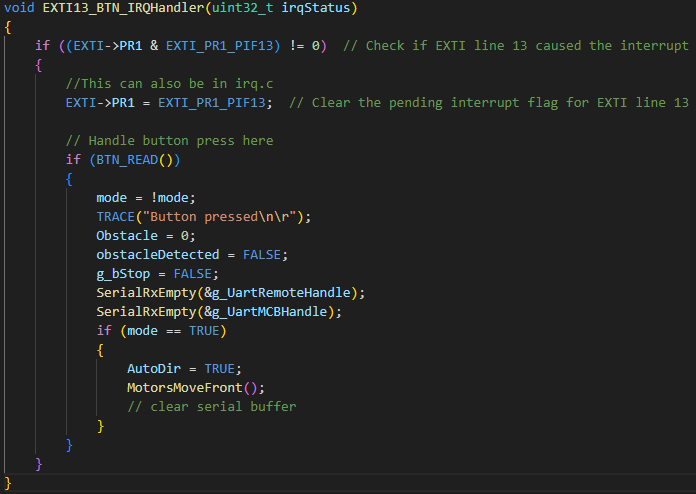 void EXTI13_BTN_IRQHandler(uint32_t irqStatus)
{
    if ((EXTI->PR1 & EXTI_PR1_PIF13) != 0)  // Check if EXTI line 13 caused the interrupt
    {
        //This can also be in irq.c
        EXTI->PR1 = EXTI_PR1_PIF13;  // Clear the pending interrupt flag for EXTI line 13
        // Handle button press here
        if (BTN_READ())
        {
            mode = !mode;
            TRACE("Button pressed\n\r");
            Obstacle = 0;
            obstacleDetected = FALSE;
            g_bStop = FALSE;
            SerialRxEmpty(&g_UartRemoteHandle);
            SerialRxEmpty(&g_UartMCBHandle);
            if (mode == TRUE)
            {
                AutoDir = TRUE;
                MotorsMoveFront();
                // clear serial buffer
            }
        }
    }
}